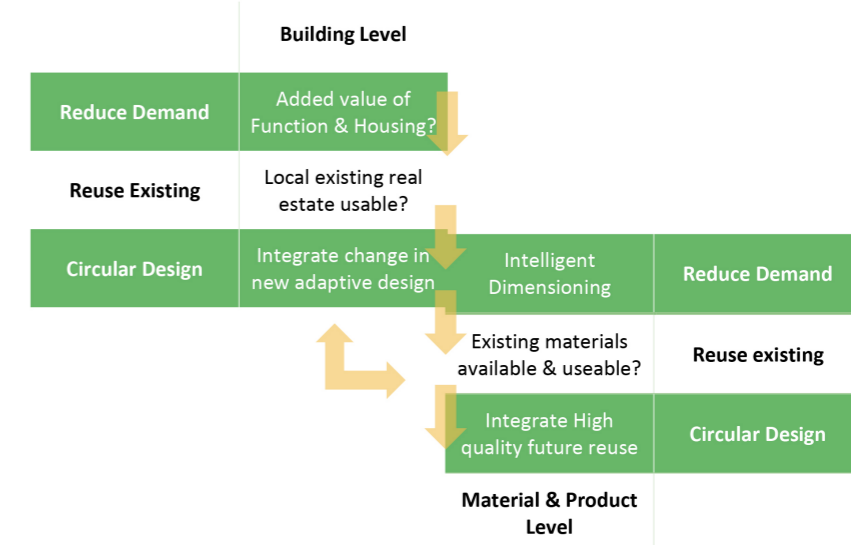 Building Level
Reduce Demand
Added value of
Function & Housing?
Reuse Existing
Local existing real
estate usable?
Circular Design
Integrate change in
new adaptive design
Intelligent
Dimensioning
Reduce Demand
Existing materials
available & useable?
Reuse existing
Integrate High
quality future reuse
Circular Design
Material & Product
Level